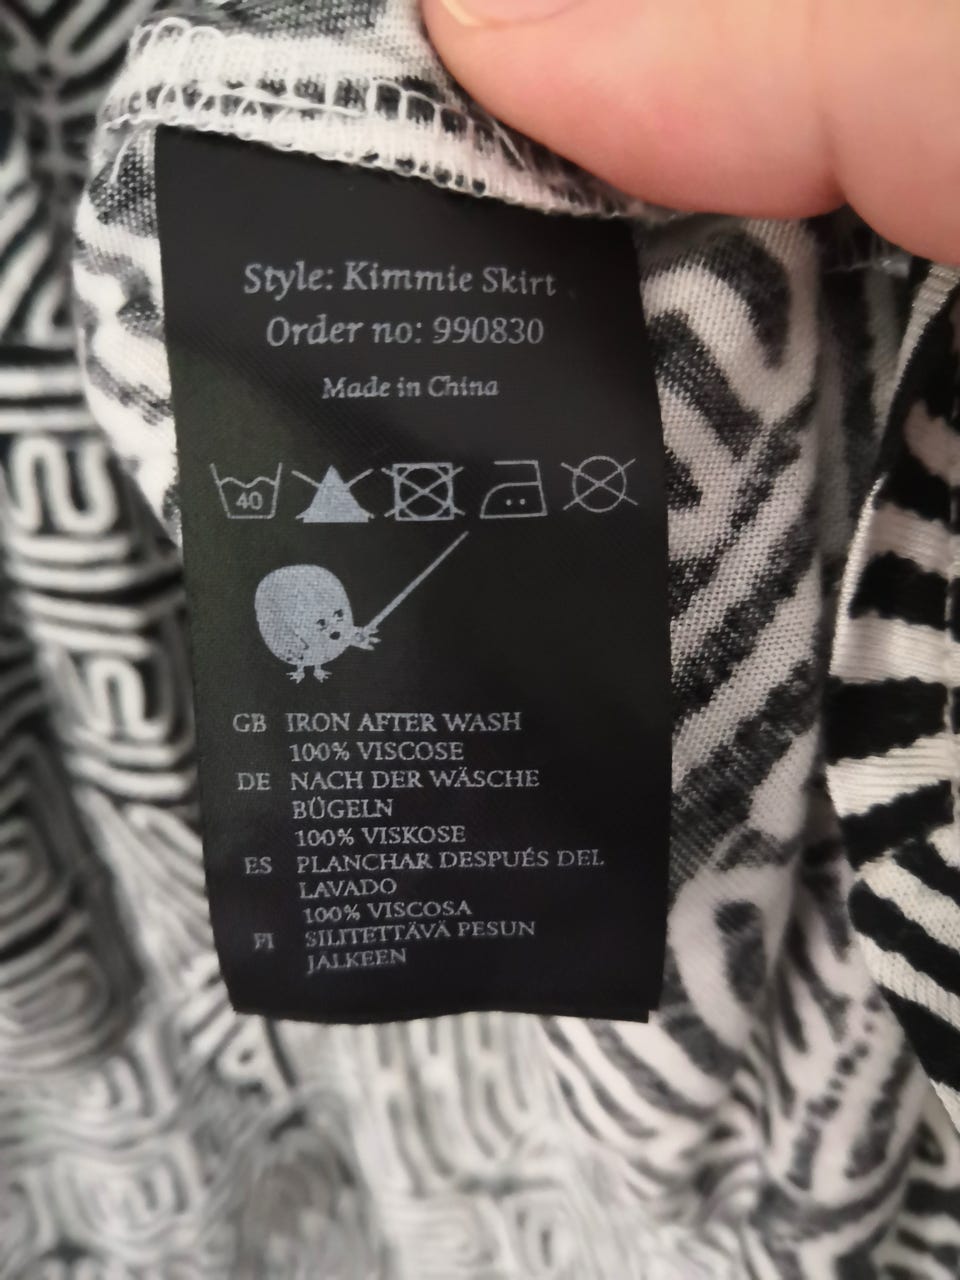 Style: Kimmie Skirt
Order no: 990830
Made in China
40
GB IRON AFTER WASH
100% VISCOSE
DE NACH DER WÄSCHE
BÜGELN
100% VISKOSE
ES PLANCHAR DESPUÉS DEL
LAVADO
100% VISCOSA
FI SILITETTÄVÄ PESUN
JÄLKEEN